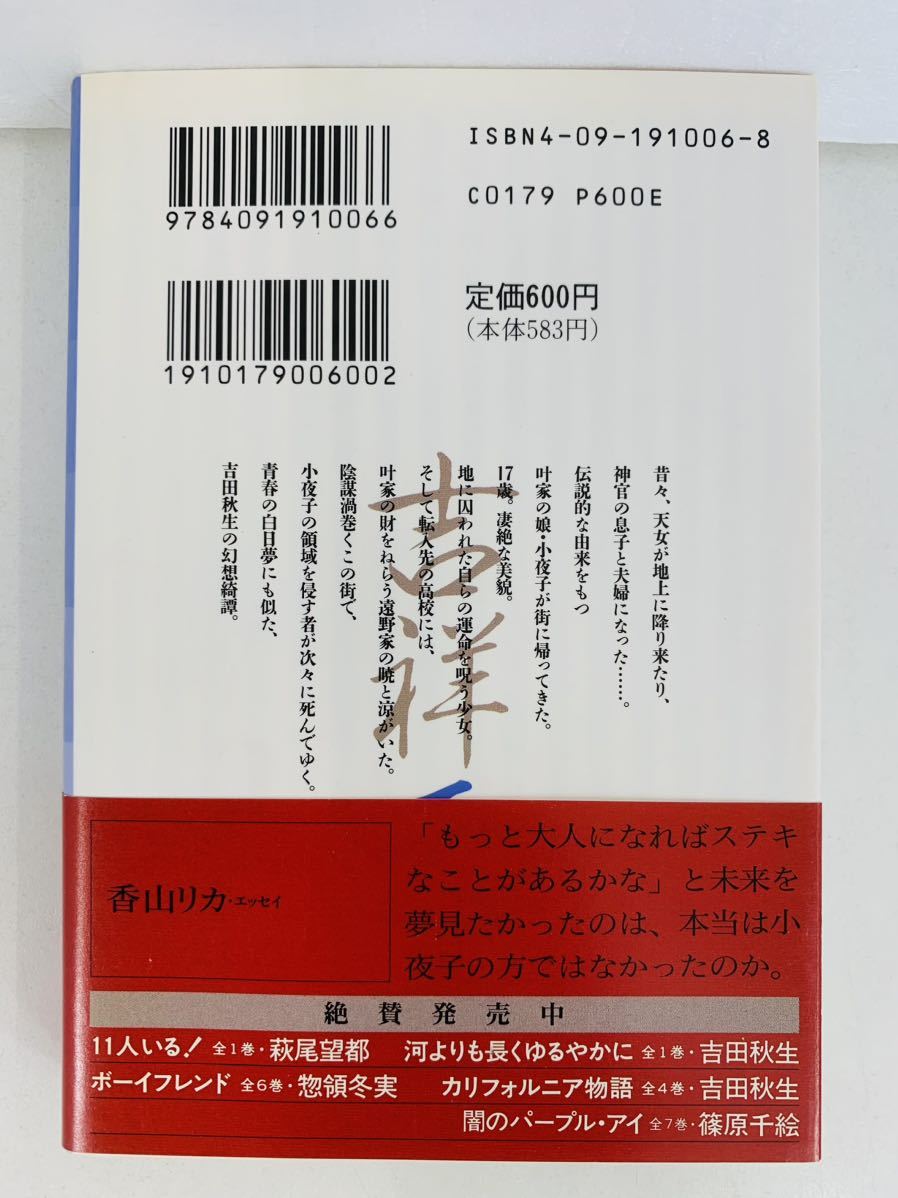 ISBN4-09-191006-8
C0179 P600E
9784091910066
定価600円
(本体583円)
1910179006002
吉祥
昔々、天女が地上に降り来たり、
神官の息子と夫婦になった……。
伝説的な由来をもつ
叶家の娘・小夜子が街に帰ってきた。
17歳。凄絶な美貌。
地に囚われた自らの運命を呪う少女。
そして転入先の高校には、
叶家の財をねらう遠野家の暁と涼がいた。
陰謀渦巻くこの街で、
小夜子の領域を侵す者が次々に死んでゆく。
青春の白日夢にも似た、
吉田秋生の幻想綺譚。
香山リカ・エッセイ
「もっと大人になればステキ
なことがあるかな」と未来を
夢見たかったのは、本当は小
夜子の方ではなかったのか。
絶賛発売中
11人いる! 全1巻・萩尾望都 河よりも長くゆるやかに 全1巻・吉田秋生
ボーイフレンド 全6巻・惣領冬実 カリフォルニア物語 全4巻・吉田秋生
闇のパープル・アイ 全7巻・篠原千絵